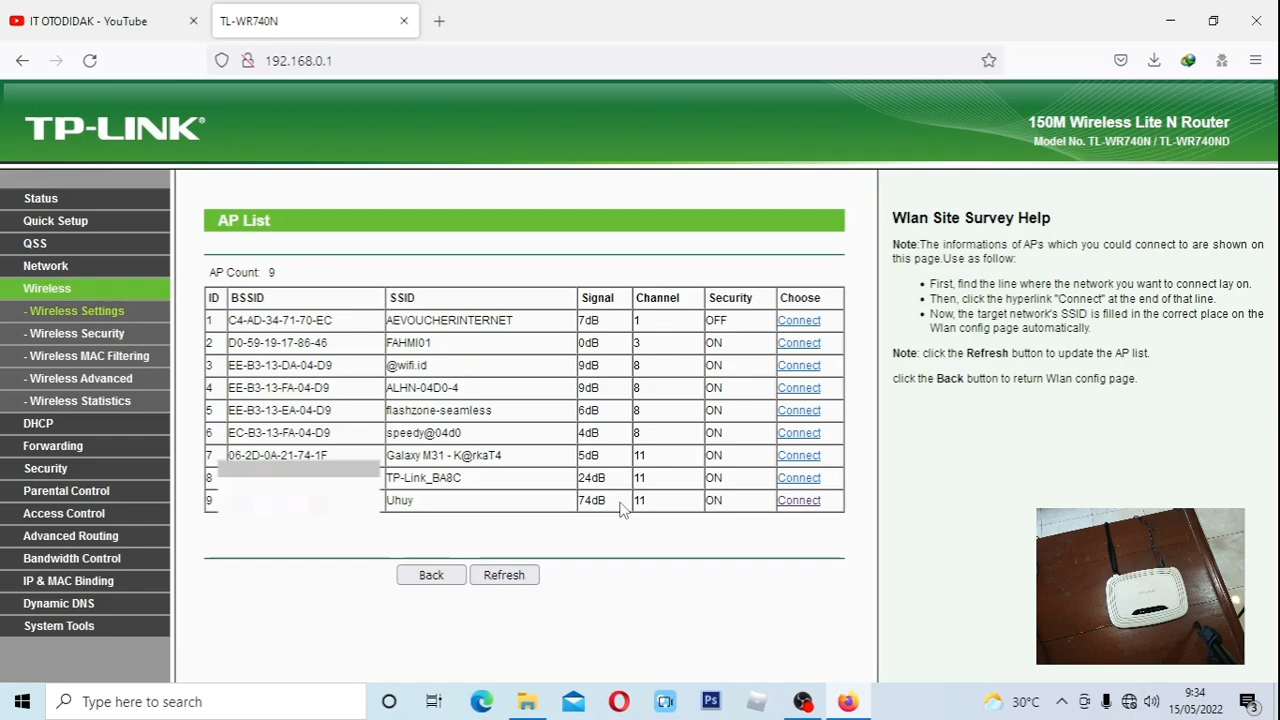 IT OTODIDAK - YouTube
TL-WR740N
192.168.0.1
TP-LINK
150M Wireless Lite N Router
Model No. TL-WR740N / TL-WR740ND
Status
Quick Setup
QSS
Network
Wireless
- Wireless Settings
- Wireless Security
- Wireless MAC Filtering
- Wireless Advanced
- Wireless Statistics
DHCP
Forwarding
Security
Parental Control
Access Control
Advanced Routing
Bandwidth Control
IP & MAC Binding
Dynamic DNS
System Tools
AP List
AP Count: 9
ID BSSID SSID Signal Channel Security Choose
1 C4-AD-34-71-70-EC AEVOUCHERINTERNET 7dB 1 OFF Connect
2 D0-59-19-17-86-46 FAHMI01 0dB 3 ON Connect
3 EE-B3-13-DA-04-D9 @wifi.id 9dB 8 ON Connect
4 EE-B3-13-FA-04-D9 ALHN-04D0-4 9dB 8 ON Connect
5 EE-B3-13-EA-04-D9 flashzone-seamless 6dB 8 ON Connect
6 EC-B3-13-FA-04-D9 speedy@04d0 4dB 8 ON Connect
7 06-2D-0A-21-74-1F Galaxy M31 - K@rkaT4 5dB 11 ON Connect
8 TP-Link_BA8C 24dB 11 ON Connect
9 Uhuy 74dB 11 ON Connect
Back Refresh
Wlan Site Survey Help
Note:The informations of APs which you could connect to are shown on
this page.Use as follow:
First, find the line where the network you want to connect lay on.
Then, click the hyperlink "Connect" at the end of that line.
Now, the target network's SSID is filled in the correct place on the
Wlan config page automatically.
Note: click the Refresh button to update the AP list.
click the Back button to return Wlan config page.
Type here to search
Ps
30°C
9:34
15/05/2022
3